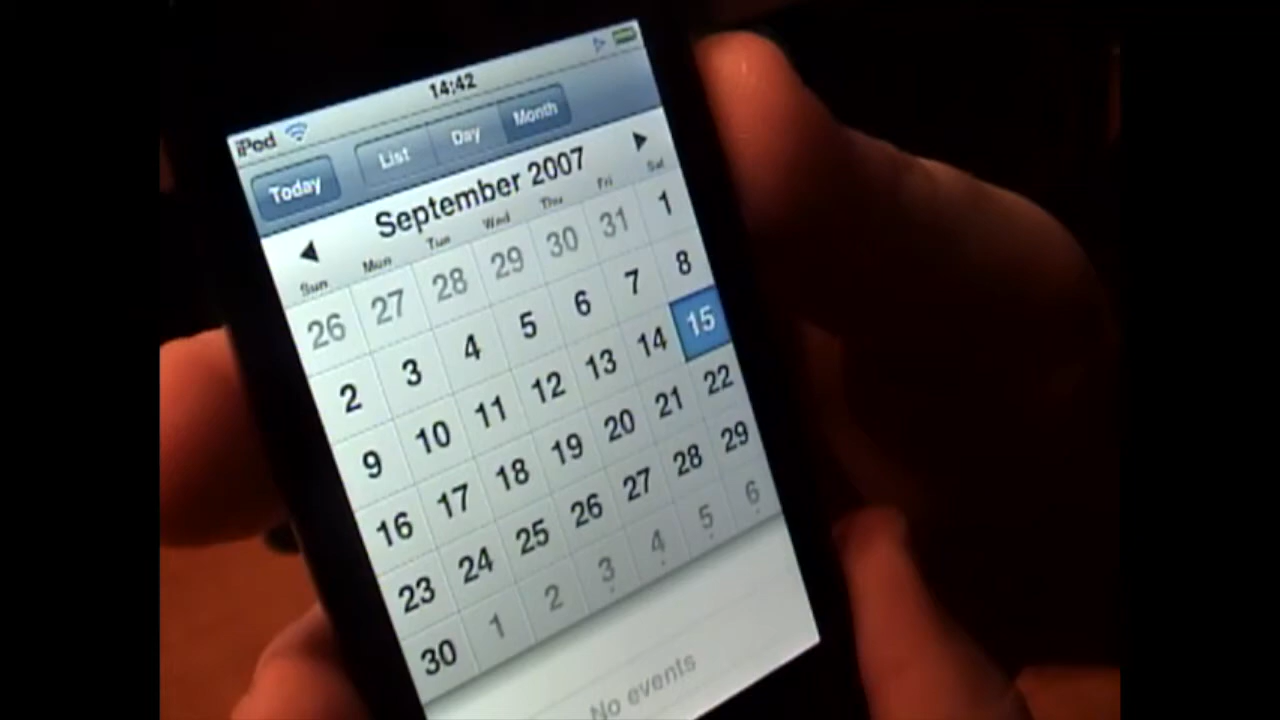 iPod 14:42
Today List Day Month
September 2007
Sun Mon Tue Wed Thu Fri Sat
26 27 28 29 30 31 1
2 3 4 5 6 7 8
9 10 11 12 13 14 15
16 17 18 19 20 21 22
23 24 25 26 27 28 29
30 1 2 3 4 5 6
No events